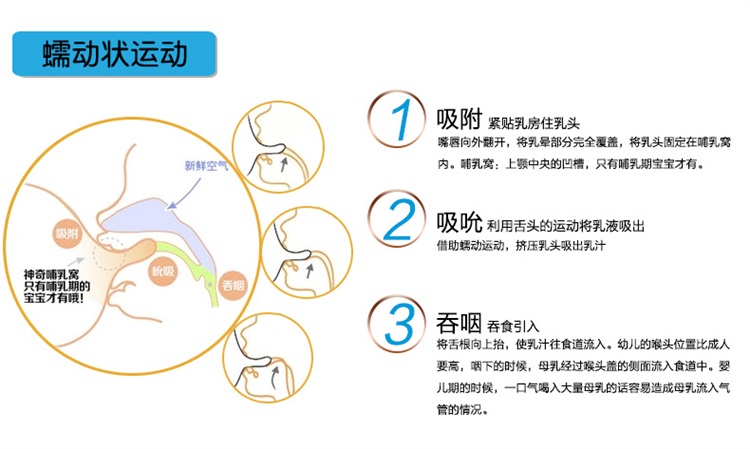 蠕动状运动
新鲜空气
吸附
神奇哺乳窝
只有哺乳期的
宝宝才有哦！
吮吸
吞咽
1
吸附 紧贴乳房住乳头
嘴唇向外翻开，将乳晕部分完全覆盖，将乳头固定在哺乳窝
内。哺乳窝：上颚中央的凹槽，只有哺乳期宝宝才有。
2
吸吮 利用舌头的运动将乳液吸出
借助蠕动运动，挤压乳头吸出乳汁
3
吞咽 吞食引入
将舌根向上抬，使乳汁往食道流入。幼儿的喉头位置比成人
要高，咽下的时候，母乳经过喉头盖的侧面流入食道中。婴
儿期的时候，一口气喝入大量母乳的话容易造成母乳流入气
管的情况。